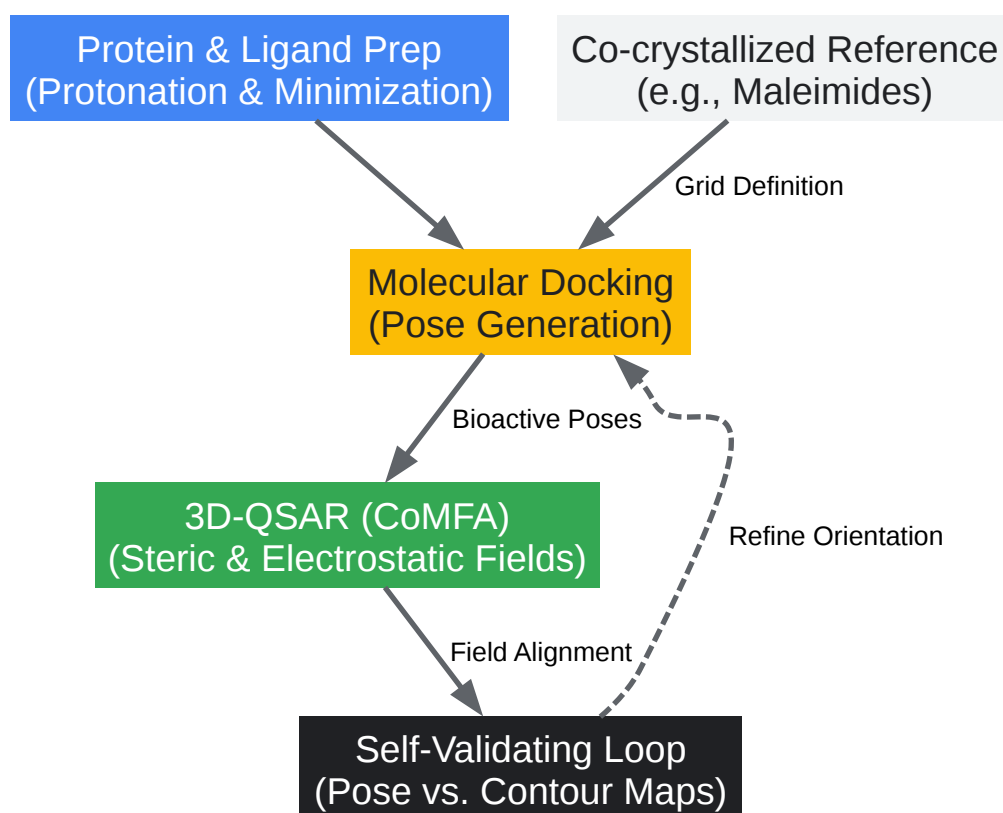 Protein & Ligand Prep
(Protonation & Minimization)
Co-crystallized Reference
(e.g., Maleimides)
Grid Definition
Molecular Docking
(Pose Generation)
Bioactive Poses
3D-QSAR (CoMFA)
(Steric & Electrostatic Fields)
Refine Orientation
Field Alignment
Self-Validating Loop
(Pose vs. Contour Maps)